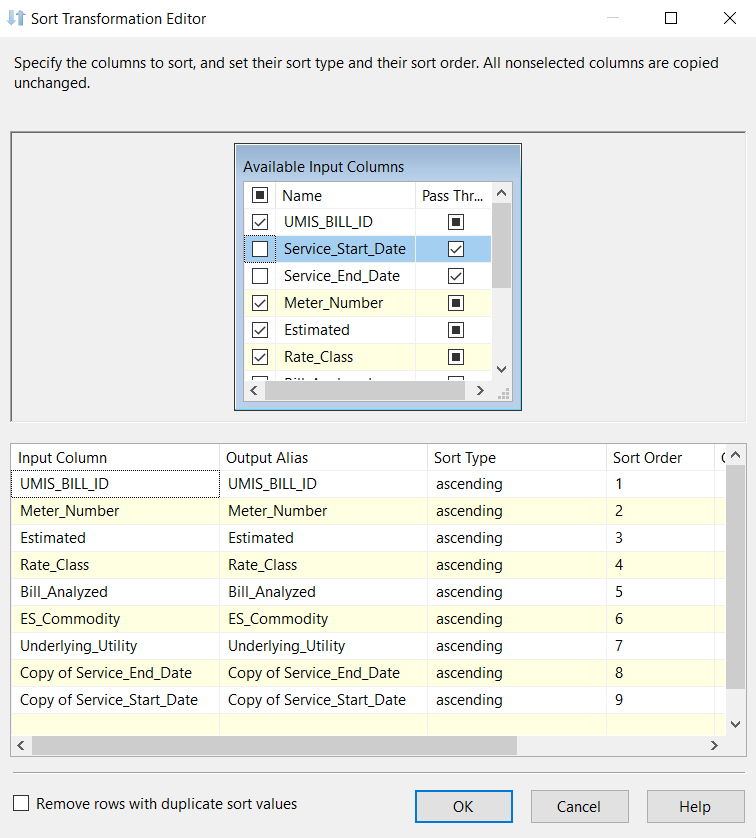 Sort Transformation Editor
Specify the columns to sort, and set their sort type and their sort order. All nonselected columns are copied
unchanged.
Available Input Columns
Name Pass Thr...
UMIS_BILL_ID
Service_Start_Date
Service_End_Date
Meter_Number
Estimated
Rate_Class
Input Column Output Alias Sort Type Sort Order
UMIS_BILL_ID UMIS_BILL_ID ascending 1
Meter_Number Meter_Number ascending 2
Estimated Estimated ascending 3
Rate_Class Rate_Class ascending 4
Bill_Analyzed Bill_Analyzed ascending 5
ES_Commodity ES_Commodity ascending 6
Underlying_Utility Underlying_Utility ascending 7
Copy of Service_End_Date Copy of Service_End_Date ascending 8
Copy of Service_Start_Date Copy of Service_Start_Date ascending 9
Remove rows with duplicate sort values
OK Cancel Help